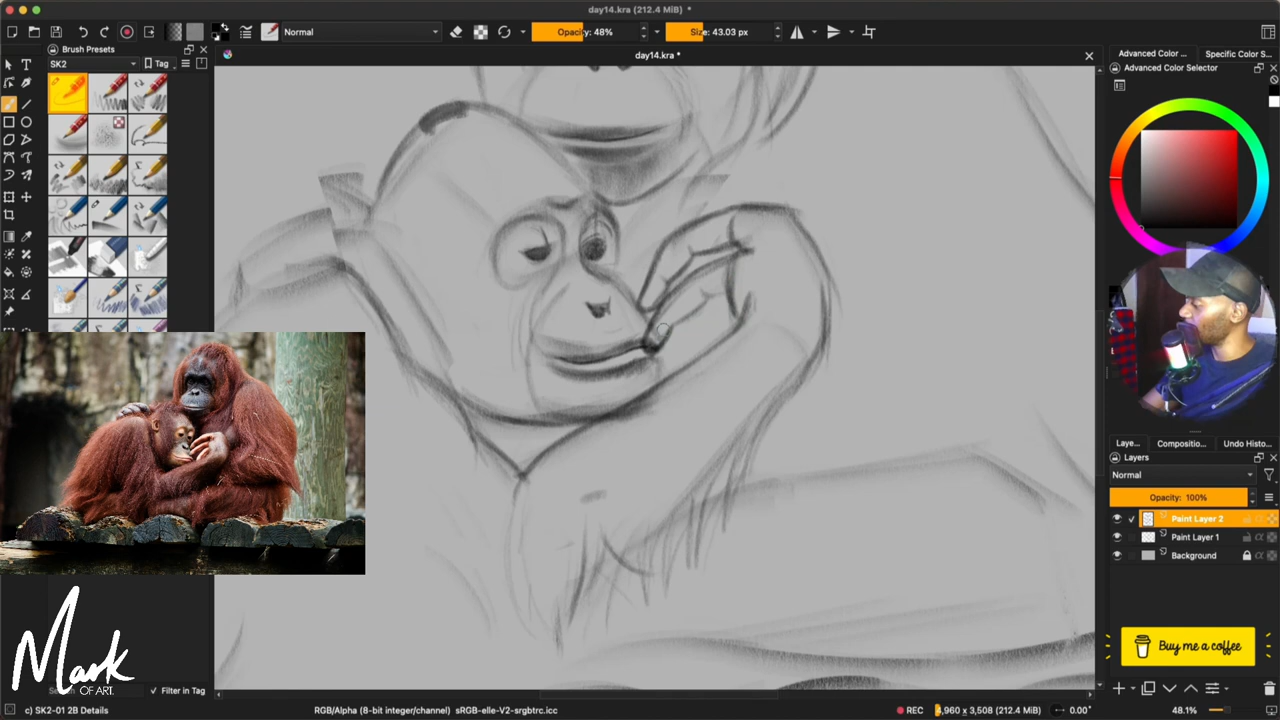 day14.kra (212.4 MiB) *
Normal
Opacity: 48%
Size: 43.03 px
Brush Presets
day14.kra *
Advanced Color ...
Specific Color S...
SK2
Tag
Advanced Color Selector
Laye...
Compositio...
Undo Histo...
Layers
Normal
Opacity: 100%
Paint Layer 2
Paint Layer 1
Background
Buy me a coffee
Mark
OF ART.
Filter in Tag
c) SK2-01 2B Details
RGB/Alpha (8-bit integer/channel) sRGB-elle-V2-srgbtrc.icc
REC
4,960 x 3,508 (212.4 MiB)
0.00°
48.1%